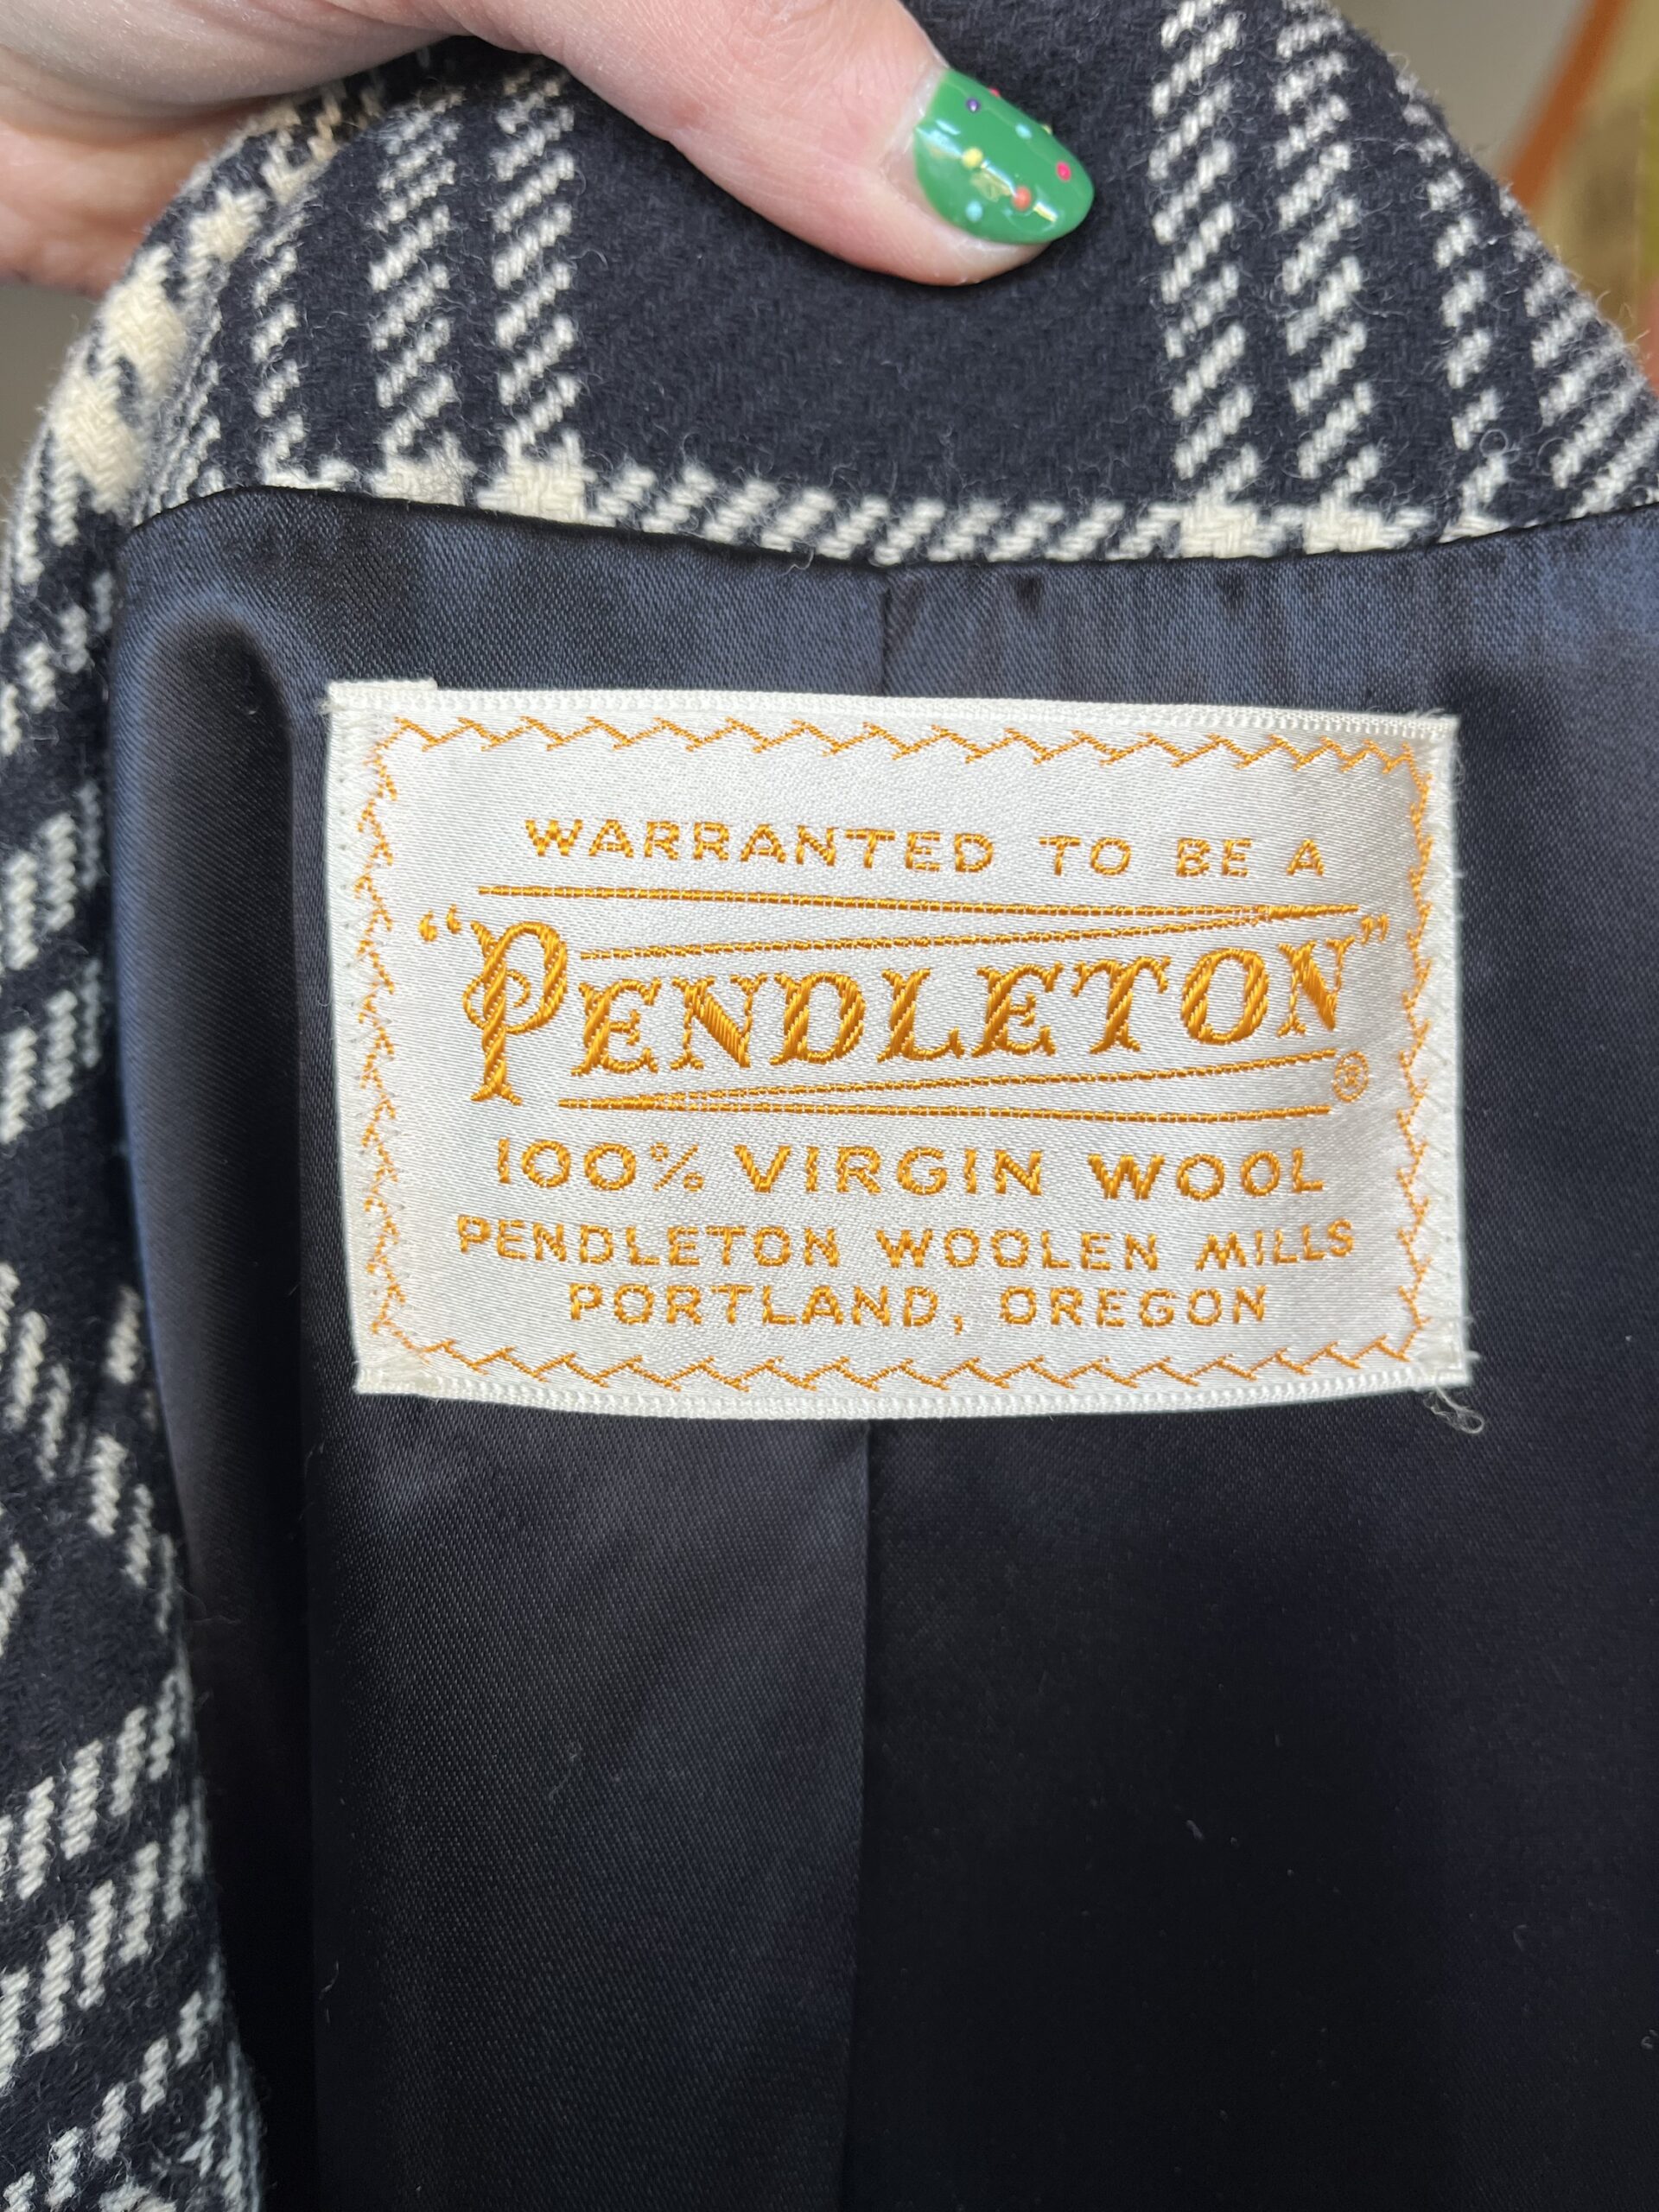 WARRANTED TO BE A
“PENDLETON”®
100% VIRGIN WOOL
PENDLETON WOOLEN MILLS
PORTLAND, OREGON